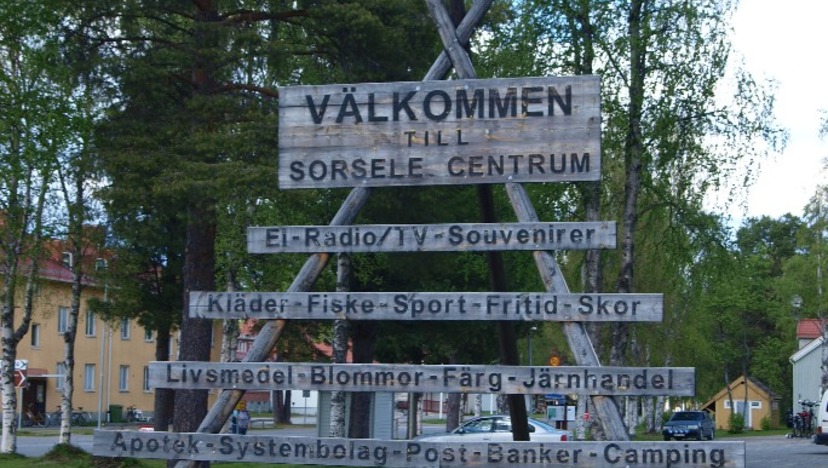 VÄLKOMMEN
TILL
SORSELE CENTRUM
El-Radio/TV-Souvenirer
Kläder-Fiske-Sport-Fritid-Skor
Livsmedel-Blommor-Färg-Järnhandel
Apotek-Systembolag-Post-Banker-Camping